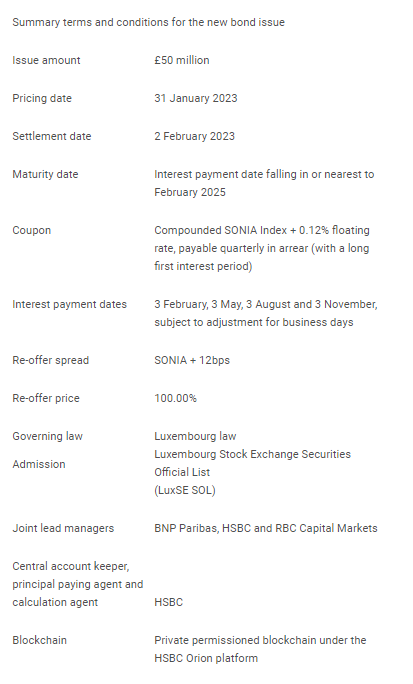 Summary terms and conditions for the new bond issue
Issue amount £50 million
Pricing date 31 January 2023
Settlement date 2 February 2023
Maturity date Interest payment date falling in or nearest to
February 2025
Coupon Compounded SONIA Index + 0.12% floating
rate, payable quarterly in arrear (with a long
first interest period)
Interest payment dates 3 February, 3 May, 3 August and 3 November,
subject to adjustment for business days
Re-offer spread SONIA + 12bps
Re-offer price 100.00%
Governing law Luxembourg law
Admission Luxembourg Stock Exchange Securities
Official List
(LuxSE SOL)
Joint lead managers BNP Paribas, HSBC and RBC Capital Markets
Central account keeper,
principal paying agent and
calculation agent HSBC
Blockchain Private permissioned blockchain under the
HSBC Orion platform